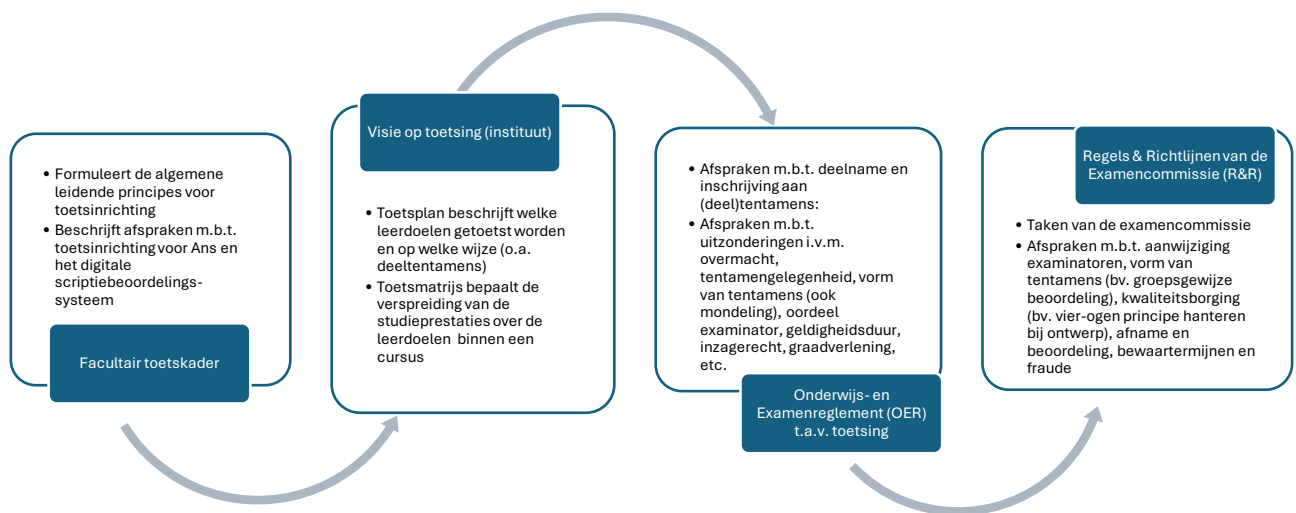 • Formuleert de algemene
leidende principes voor
toetsinrichting
• Beschrijft afspraken m.b.t.
toetsinrichting voor Ans en
het digitale
scriptiebeoordelings-
systeem
Facultair toetskader
Visie op toetsing (instituut)
• Toetsplan beschrijft welke
leerdoelen getoetst worden
en op welke wijze (o.a.
deeltentamens)
• Toetsmatrijs bepaalt de
verspreiding van de
studieprestaties over de
leerdoelen binnen een
cursus
• Afspraken m.b.t. deelname en
inschrijving aan
(deel)tentamens:
• Afspraken m.b.t.
uitzonderingen i.v.m.
overmacht,
tentamengelegenheid, vorm
van tentamens (ook
mondeling), oordeel
examinator, geldigheidsduur,
inzagerecht, graadverlening,
etc.
Onderwijs- en
Examenreglement (OER)
t.a.v. toetsing
Regels & Richtlijnen van de
Examencommissie (R&R)
• Taken van de examencommissie
• Afspraken m.b.t. aanwijziging
examinatoren, vorm van
tentamens (bv. groepsgewijze
beoordeling), kwaliteitsborging
(bv. vier-ogen principe hanteren
bij ontwerp), afname en
beoordeling, bewaartermijnen en
fraude